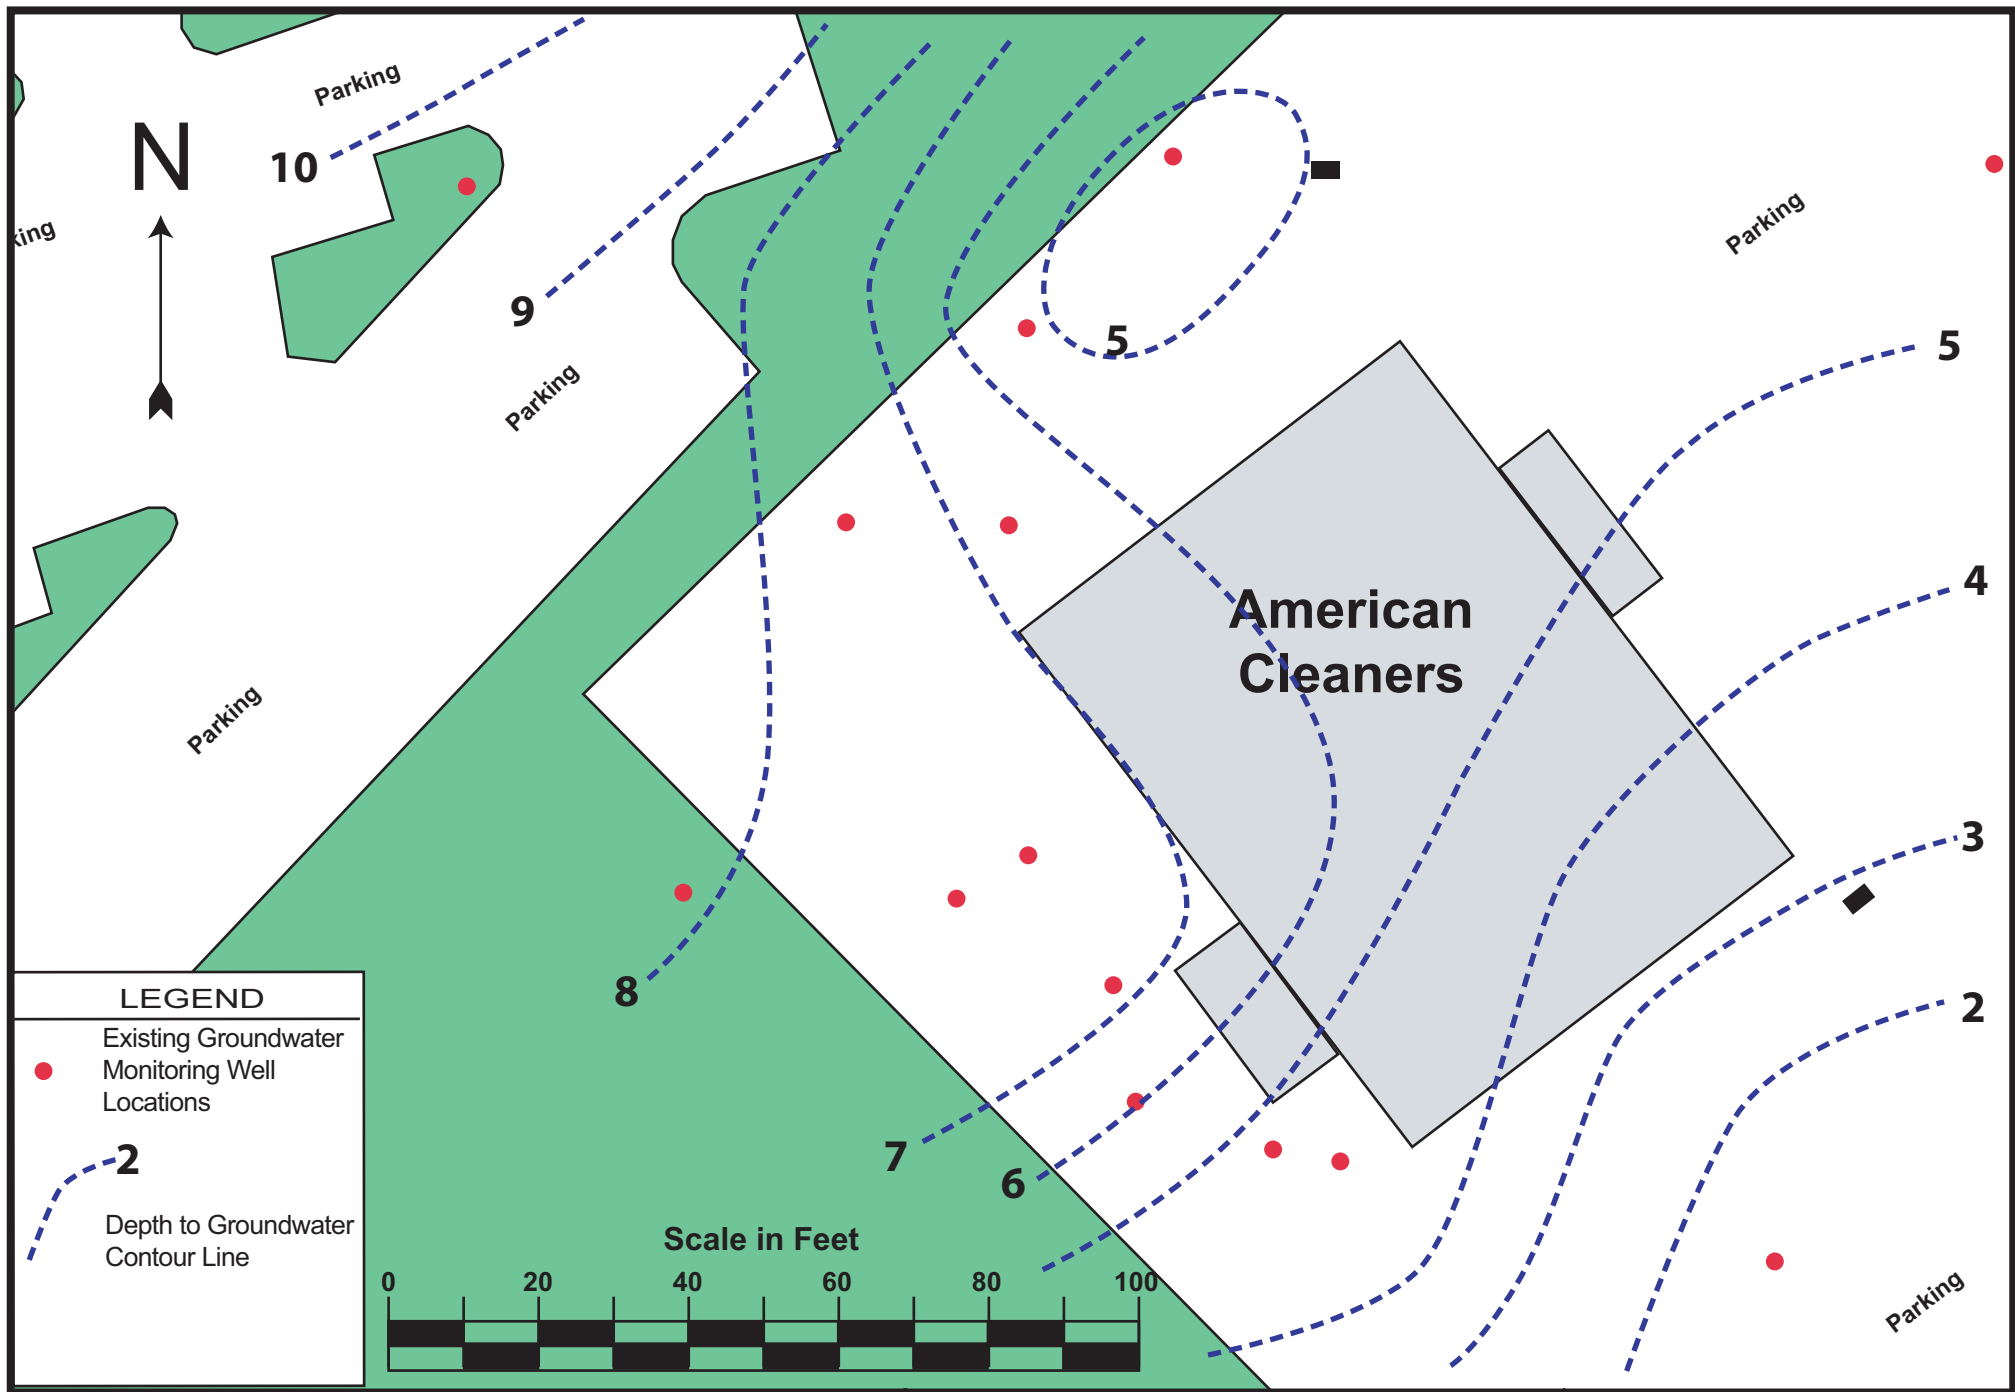 Parking
N
10
king
9
Parking
Parking
5
5
American
Cleaners
4
Parking
3
8
2
7
6
LEGEND
Existing Groundwater
Monitoring Well
Locations
2
Depth to Groundwater
Contour Line
Scale in Feet
0 20 40 60 80 100
Parking